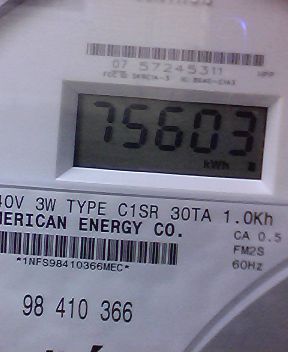 07 57245311
75603
kWh
40V 3W TYPE C1SR 30TA 1.0Kh
MERICAN ENERGY CO.
CA 0.5
FM2S
*1NFS98410366MEC*
60Hz
98 410 366